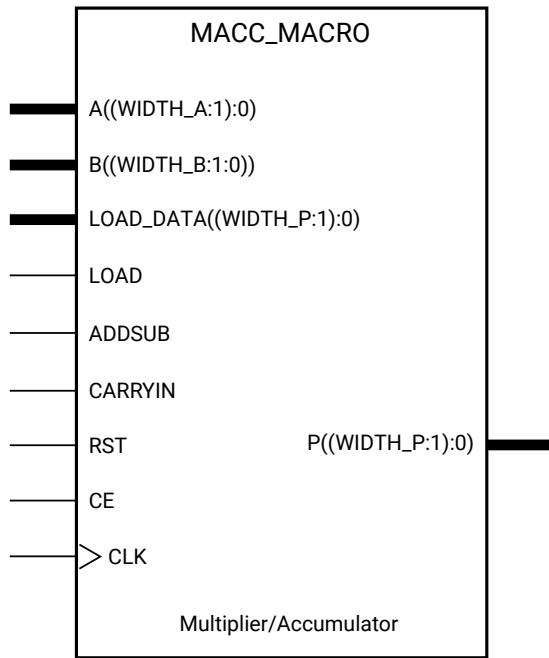 MACC_MACRO
A((WIDTH_A:1):0)
B((WIDTH_B:1:0))
LOAD_DATA((WIDTH_P:1):0)
LOAD
ADDSUB
CARRYIN
RST
P((WIDTH_P:1):0)
CE
CLK
Multiplier/Accumulator